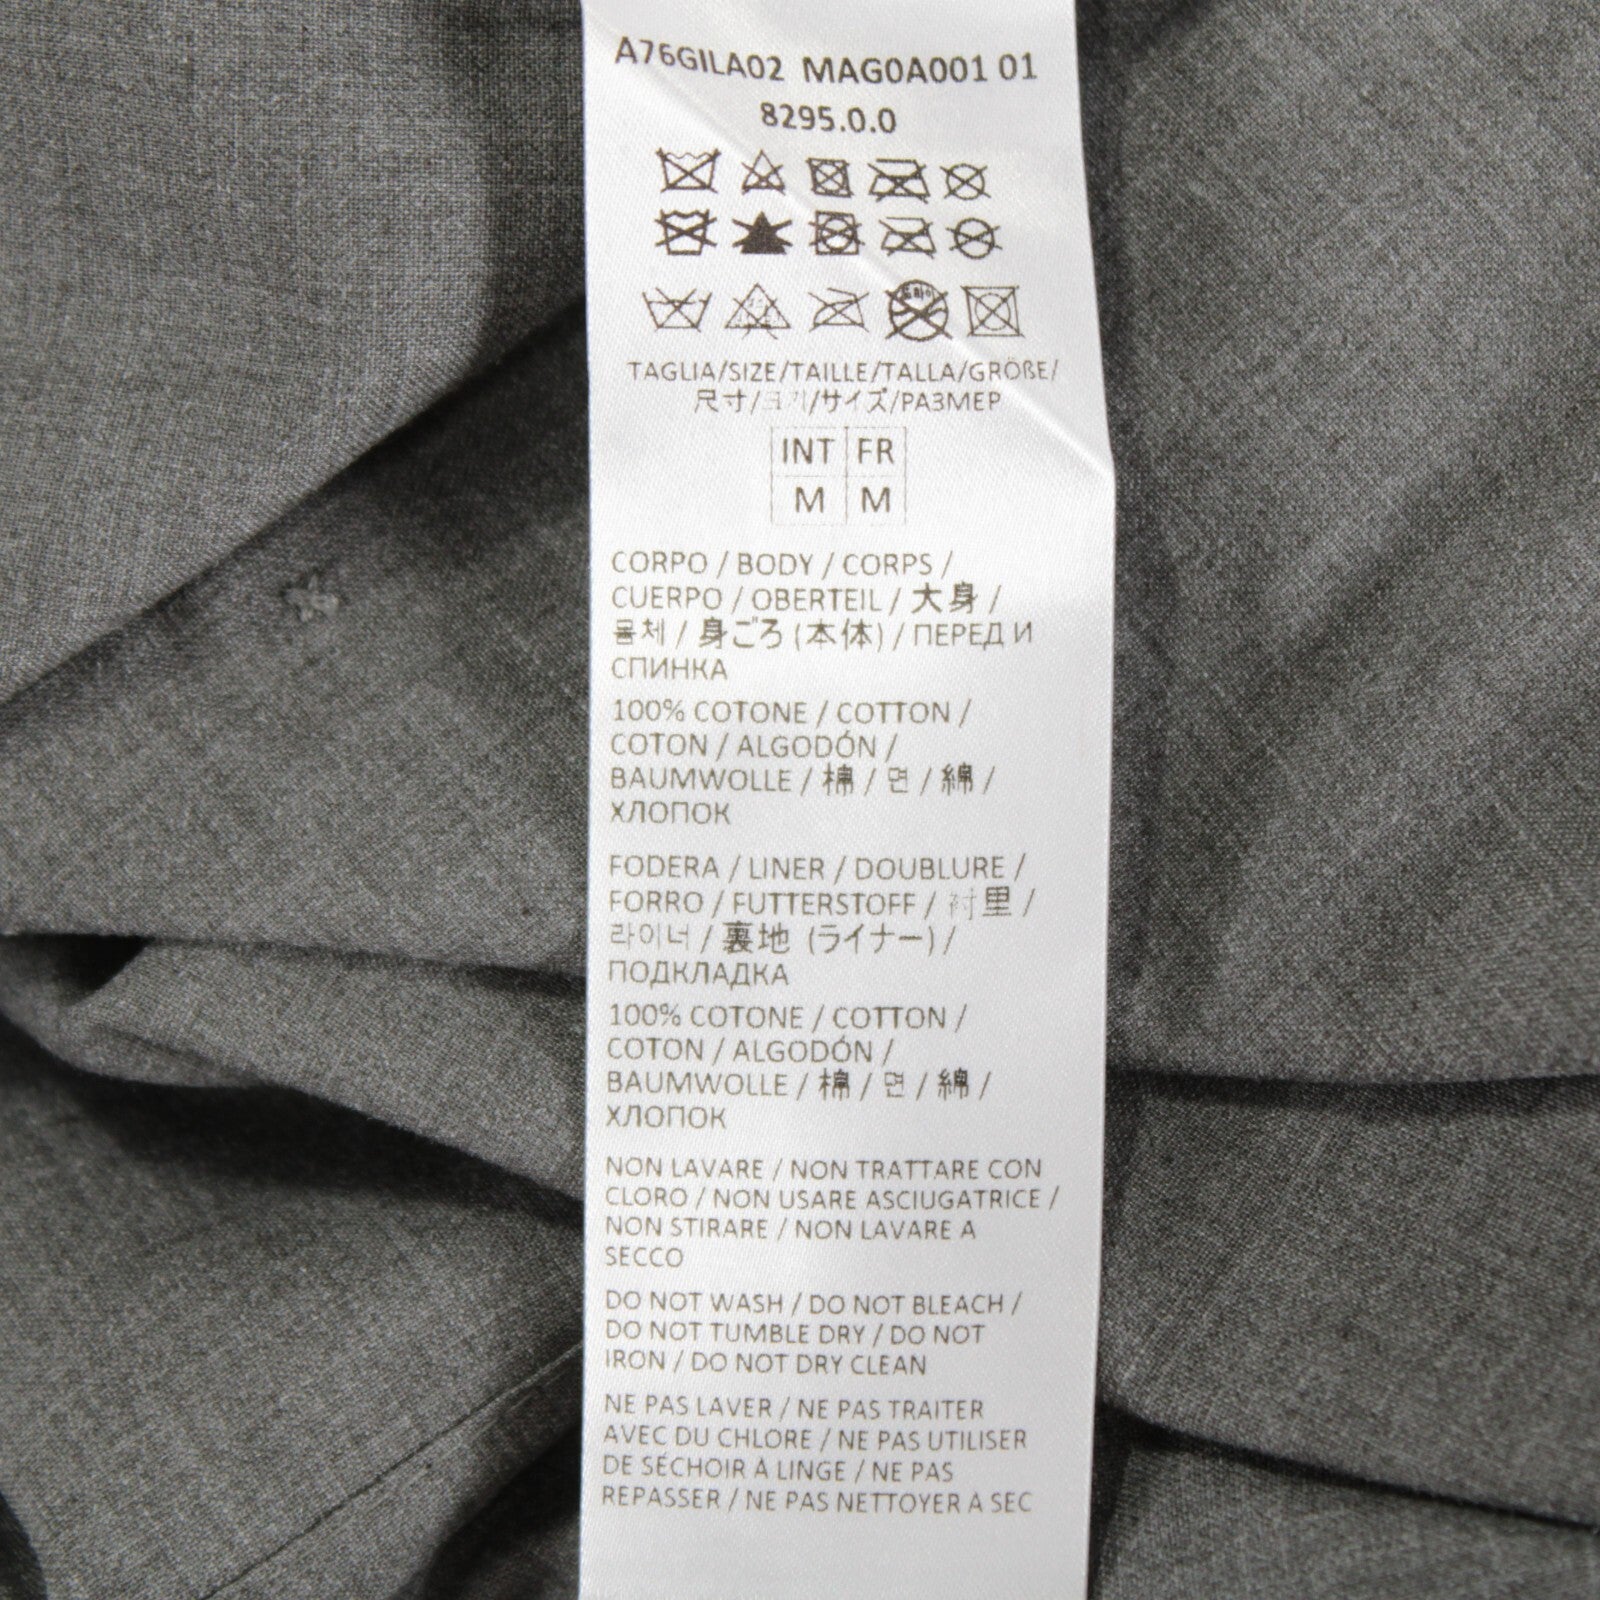 A76GILA02 MAG0A001 01
8295.0.0
TAGLIA/SIZE/TAILLE/TALLA/GRÖßE/
尺寸/크기/サイズ/РАЗМЕР
INT FR
M M
CORPO / BODY / CORPS /
CUERPO / OBERTEIL / 大身 /
몸체 / 身ごろ (本体) / ПЕРЕД И
СПИНКА
100% COTONE / COTTON /
COTON / ALGODÓN /
BAUMWOLLE / 棉 / 면 / 綿 /
ХЛОПОК
FODERA / LINER / DOUBLURE /
FORRO / FUTTERSTOFF / 衬里 /
라이너 / 裏地 (ライナー) /
ПОДКЛАДКА
100% COTONE / COTTON /
COTON / ALGODÓN /
BAUMWOLLE / 棉 / 면 / 綿 /
ХЛОПОК
NON LAVARE / NON TRATTARE CON
CLORO / NON USARE ASCIUGATRICE /
NON STIRARE / NON LAVARE A
SECCO
DO NOT WASH / DO NOT BLEACH /
DO NOT TUMBLE DRY / DO NOT
IRON / DO NOT DRY CLEAN
NE PAS LAVER / NE PAS TRAITER
AVEC DU CHLORE / NE PAS UTILISER
DE SÉCHOIR À LINGE / NE PAS
REPASSER / NE PAS NETTOYER À SEC